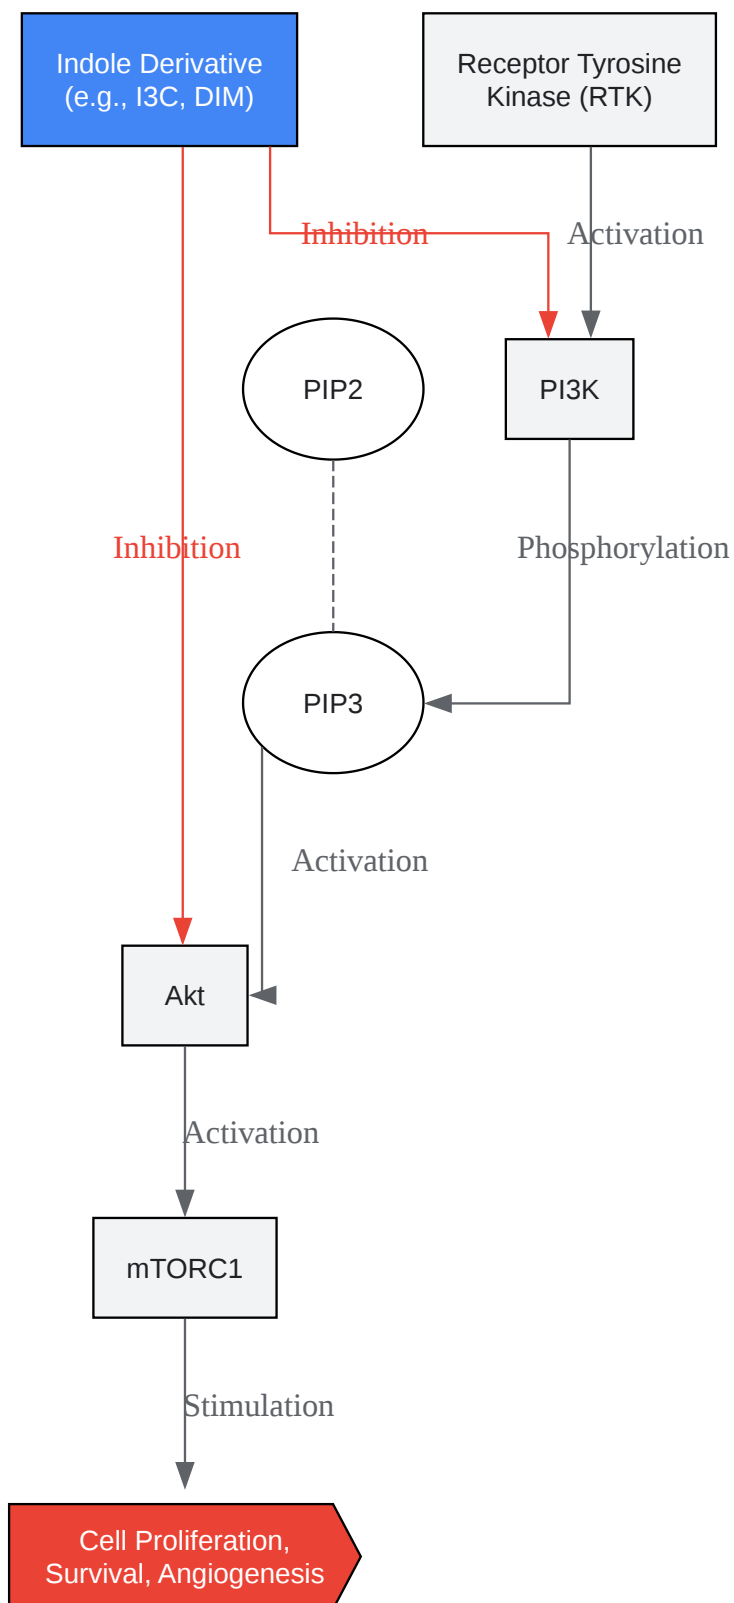 Indole Derivative
(e.g., I3C, DIM)
Receptor Tyrosine
Kinase (RTK)
Inhibition
Activation
PIP2
PI3K
Inhibition
Phosphorylation
PIP3
Activation
Akt
Activation
mTORC1
Stimulation
Cell Proliferation,
Survival, Angiogenesis